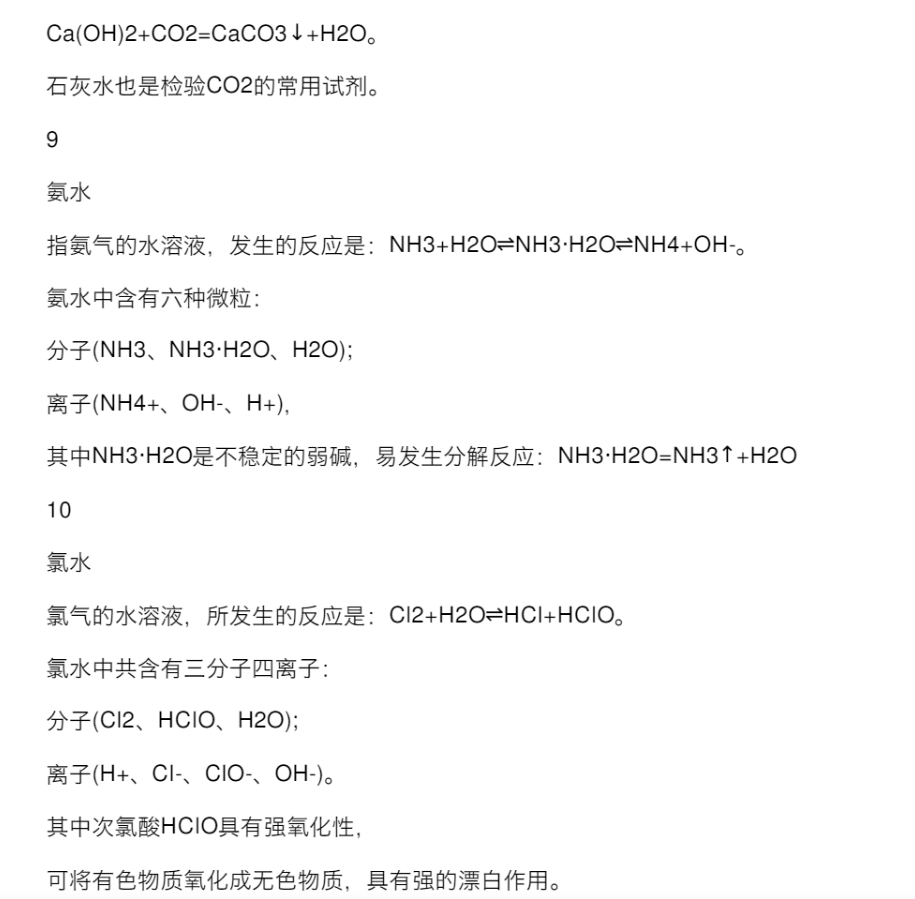 Ca(OH)2+CO2=CaCO3↓+H2O。
石灰水也是检验CO2的常用试剂。
9
氨水
指氨气的水溶液，发生的反应是：NH3+H2O⇌NH3·H2O⇌NH4+OH-。
氨水中含有六种微粒：
分子(NH3、NH3·H2O、H2O);
离子(NH4+、OH-、H+),
其中NH3·H2O是不稳定的弱碱，易发生分解反应：NH3·H2O=NH3↑+H2O
10
氯水
氯气的水溶液，所发生的反应是：Cl2+H2O⇌HCl+HClO。
氯水中共含有三分子四离子：
分子(Cl2、HClO、H2O);
离子(H+、Cl-、ClO-、OH-)。
其中次氯酸HClO具有强氧化性，
可将有色物质氧化成无色物质，具有强的漂白作用。